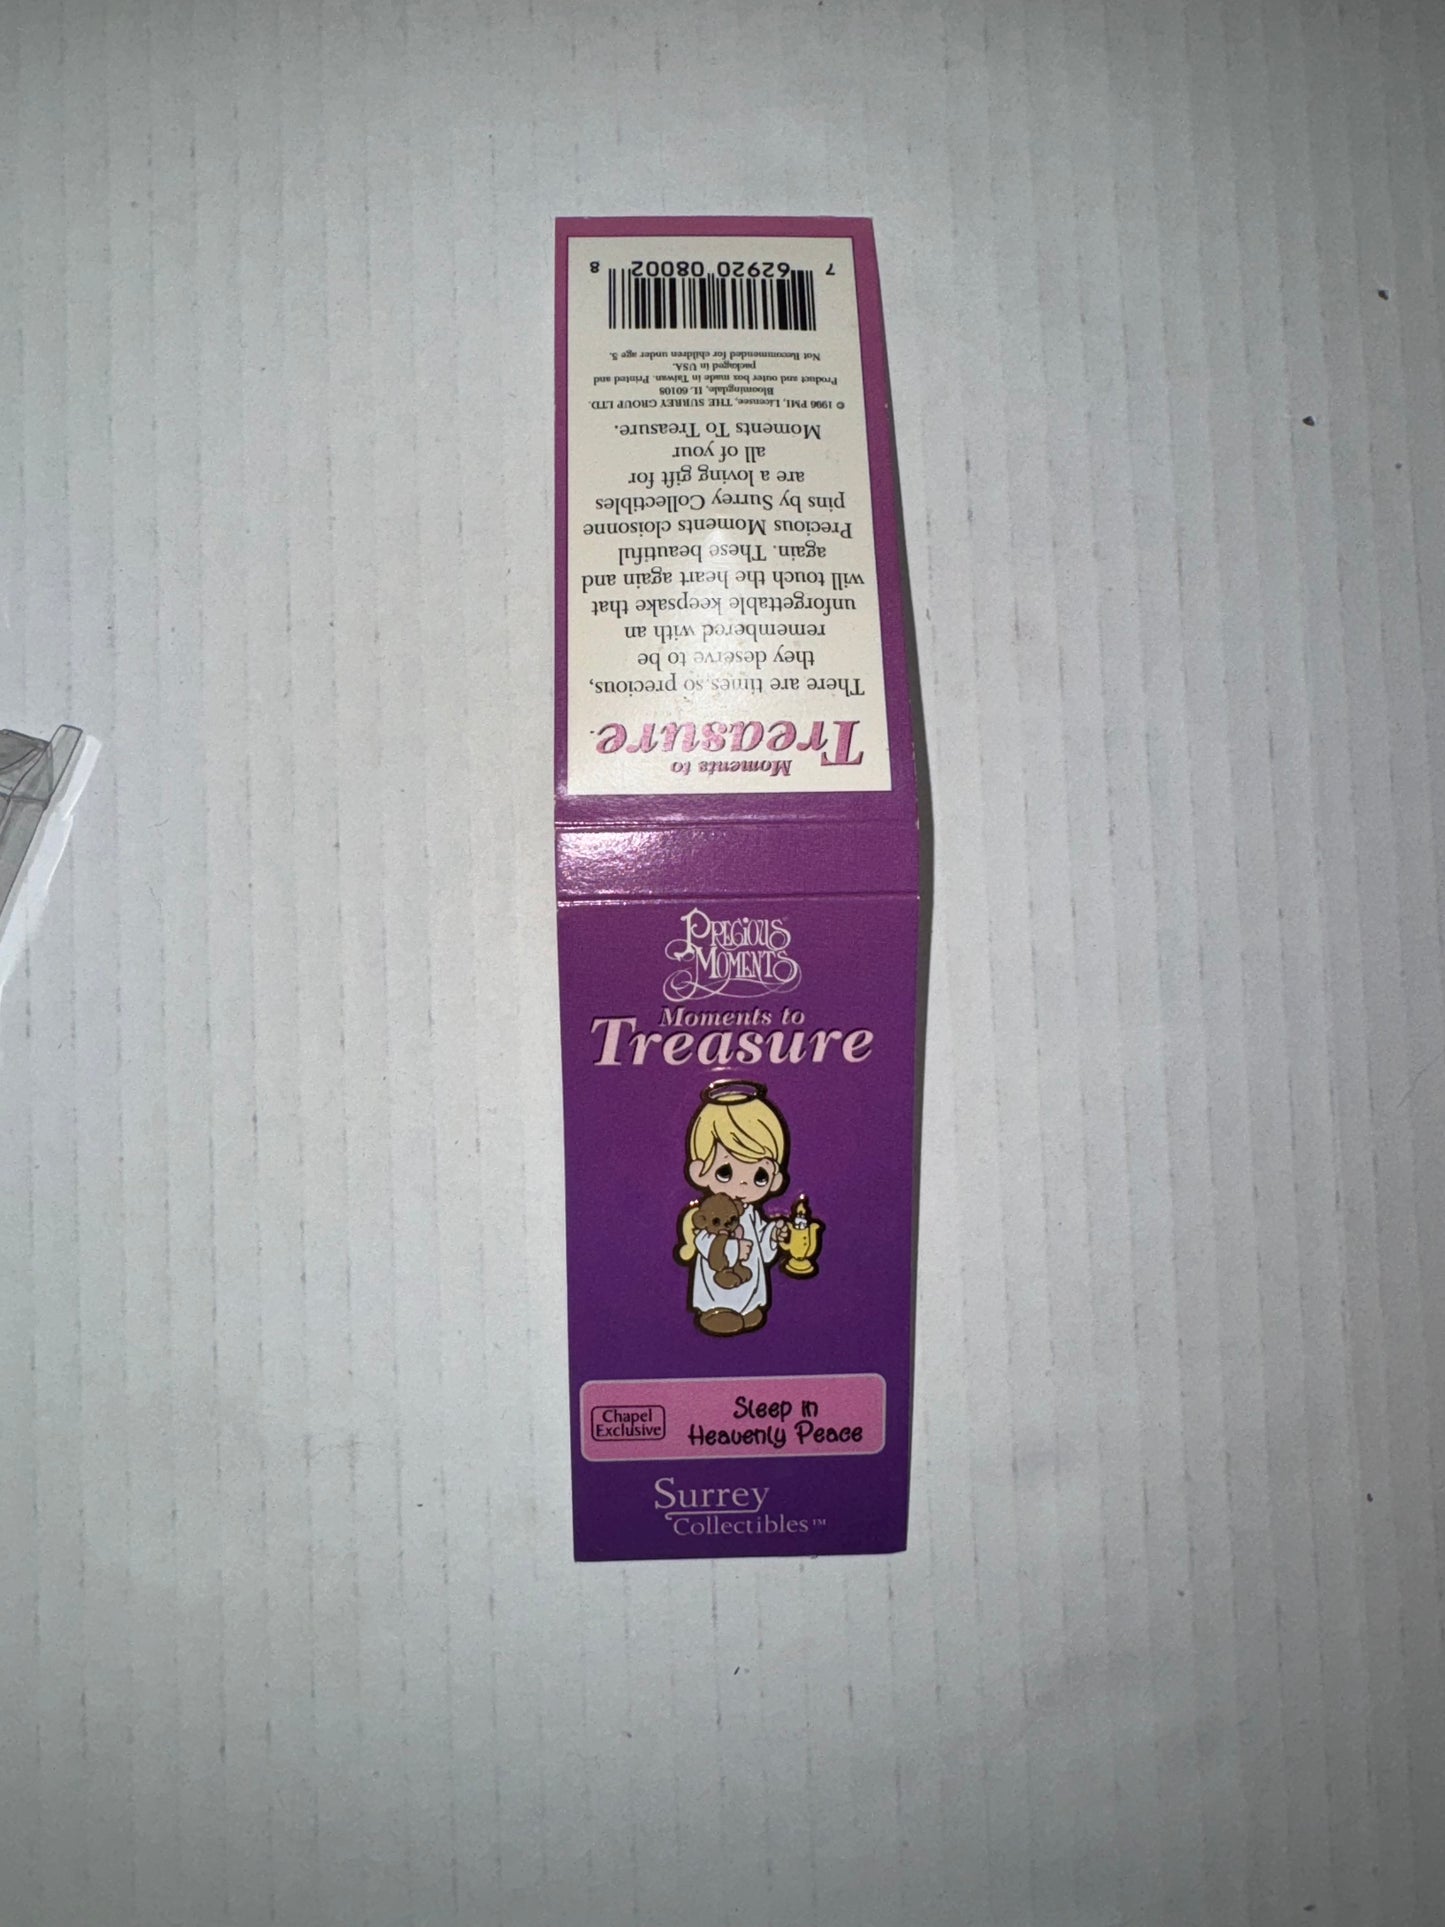 PRECIOUS
MOMENTS
Moments to
Treasure
Chapel
Exclusive
Sleep in
Heavenly Peace
Surrey
Collectibles™
Moments to
Treasure.
There are times, so precious,
they deserve to be
remembered with an
unforgettable keepsake that
will touch the heart again and
again. These beautiful
Precious Moments cloisonne
pins by Surrey Collectibles
are a loving gift for
all of your
Moments To Treasure.
© 1996 PMI, Licensee, THE SURREY GROUP LTD.
Bloomingdale, IL 60108
Product and outer box made in Taiwan. Printed and
packaged in USA.
Not Recommended for children under age 5.
7 62920 08002 8